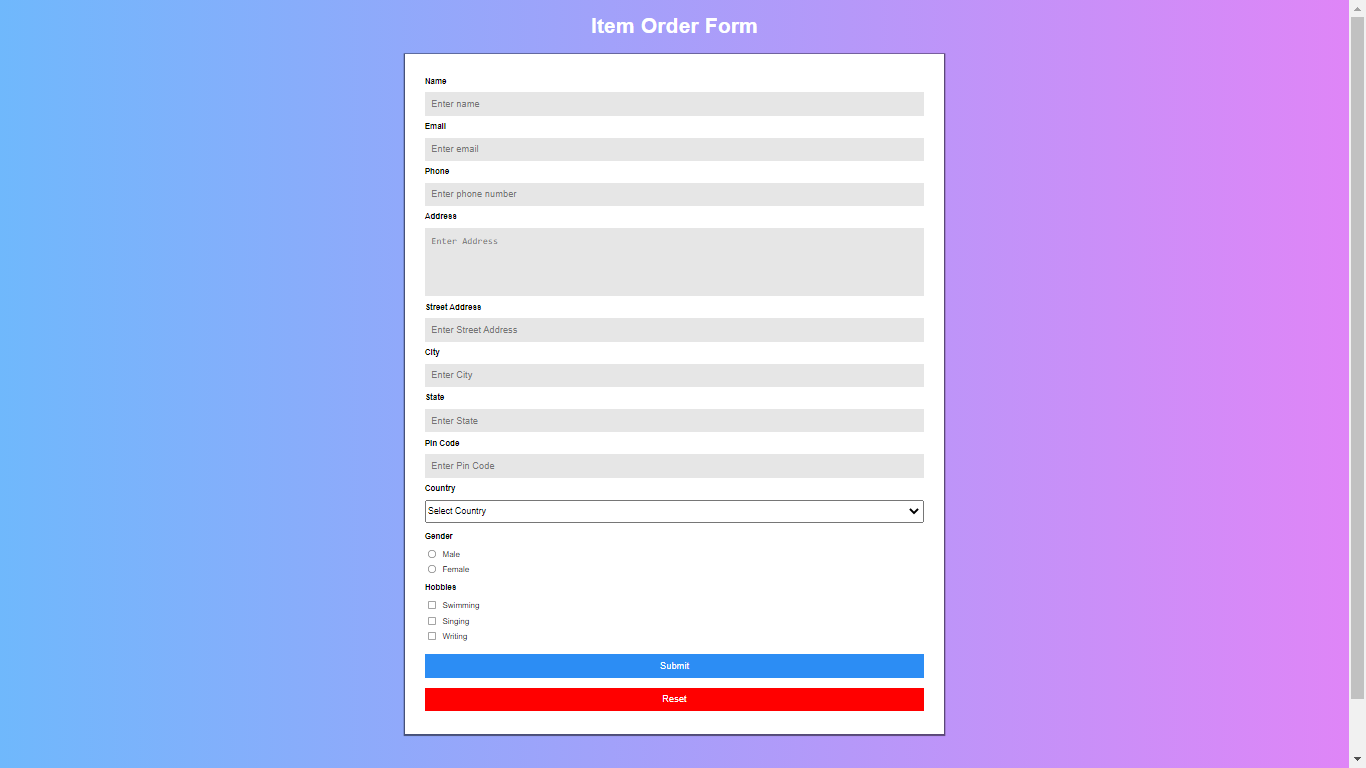 Item Order Form
Name
Enter name
Email
Enter email
Phone
Enter phone number
Address
Enter Address
Street Address
Enter Street Address
City
Enter City
State
Enter State
Pin Code
Enter Pin Code
Country
Select Country
Gender
Male
Female
Hobbies
Swimming
Singing
Writing
Submit
Reset